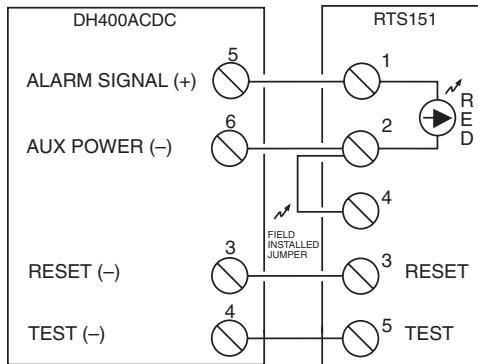 DH400ACDC RTS151
5 1
ALARM SIGNAL (+)
RED
6 2
AUX POWER (–)
4
FIELD
INSTALLED
JUMPER
3 3
RESET (–) RESET
4 5
TEST (–) TEST